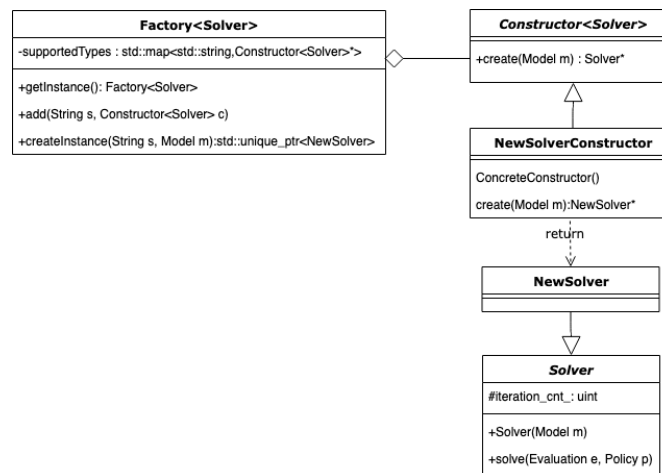 Factory<Solver>
-supportedTypes : std::map<std::string,Constructor<Solver>*>
+getInstance(): Factory<Solver>
+add(String s, Constructor<Solver> c)
+createInstance(String s, Model m):std::unique_ptr<NewSolver>
Constructor<Solver>
+create(Model m) : Solver*
NewSolverConstructor
ConcreteConstructor()
create(Model m):NewSolver*
return
NewSolver
Solver
#iteration_cnt_: uint
+Solver(Model m)
+solve(Evaluation e, Policy p)